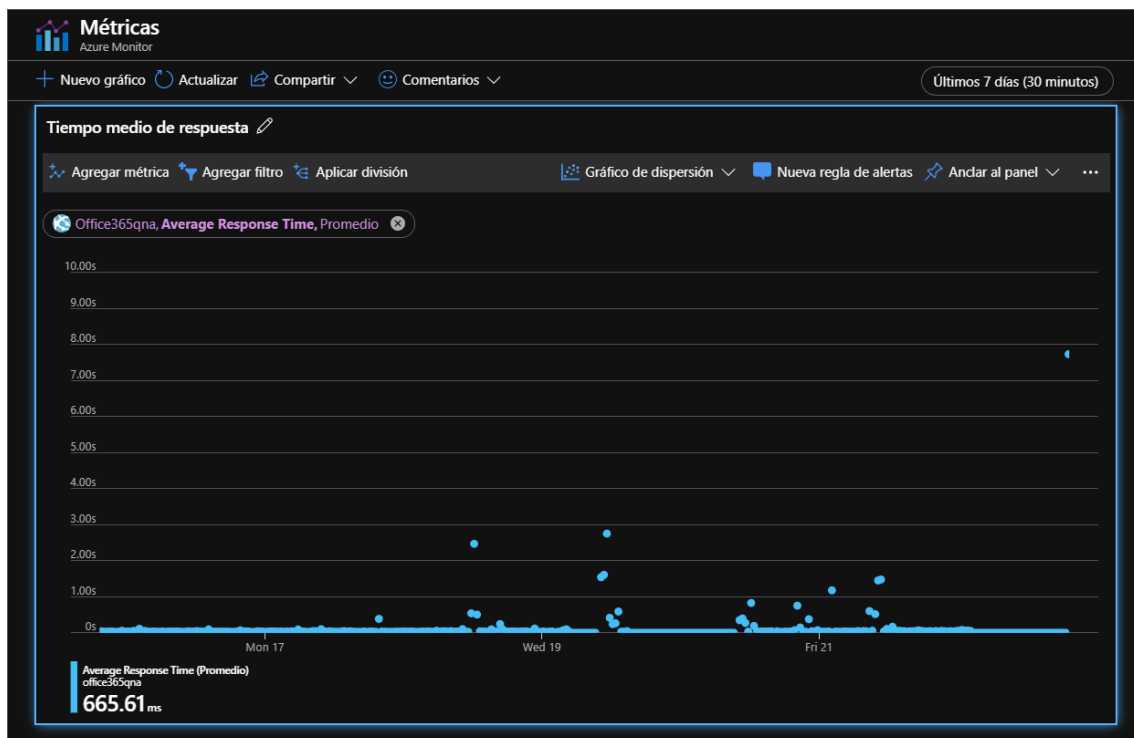 Métricas
Azure Monitor
Nuevo gráfico Actualizar Compartir Comentarios Últimos 7 días (30 minutos)
Tiempo medio de respuesta
Agregar métrica Agregar filtro Aplicar división Gráfico de dispersión Nueva regla de alertas Anclar al panel ...
Office365qna, Average Response Time, Promedio
10.00s
9.00s
8.00s
7.00s
6.00s
5.00s
4.00s
3.00s
2.00s
1.00s
0s
Mon 17 Wed 19 Fri 21
Average Response Time (Promedio)
office365qna
665.61 ms